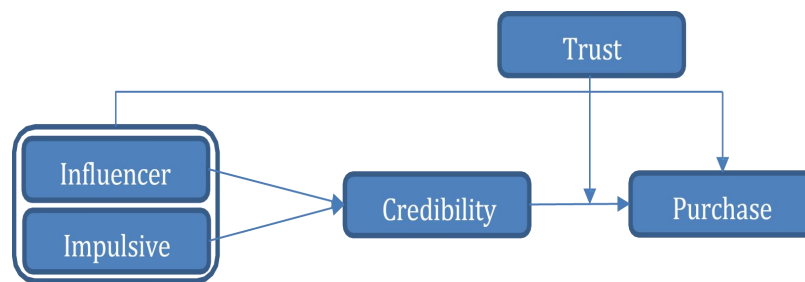 Trust
Influencer
Impulsive
Credibility
Purchase